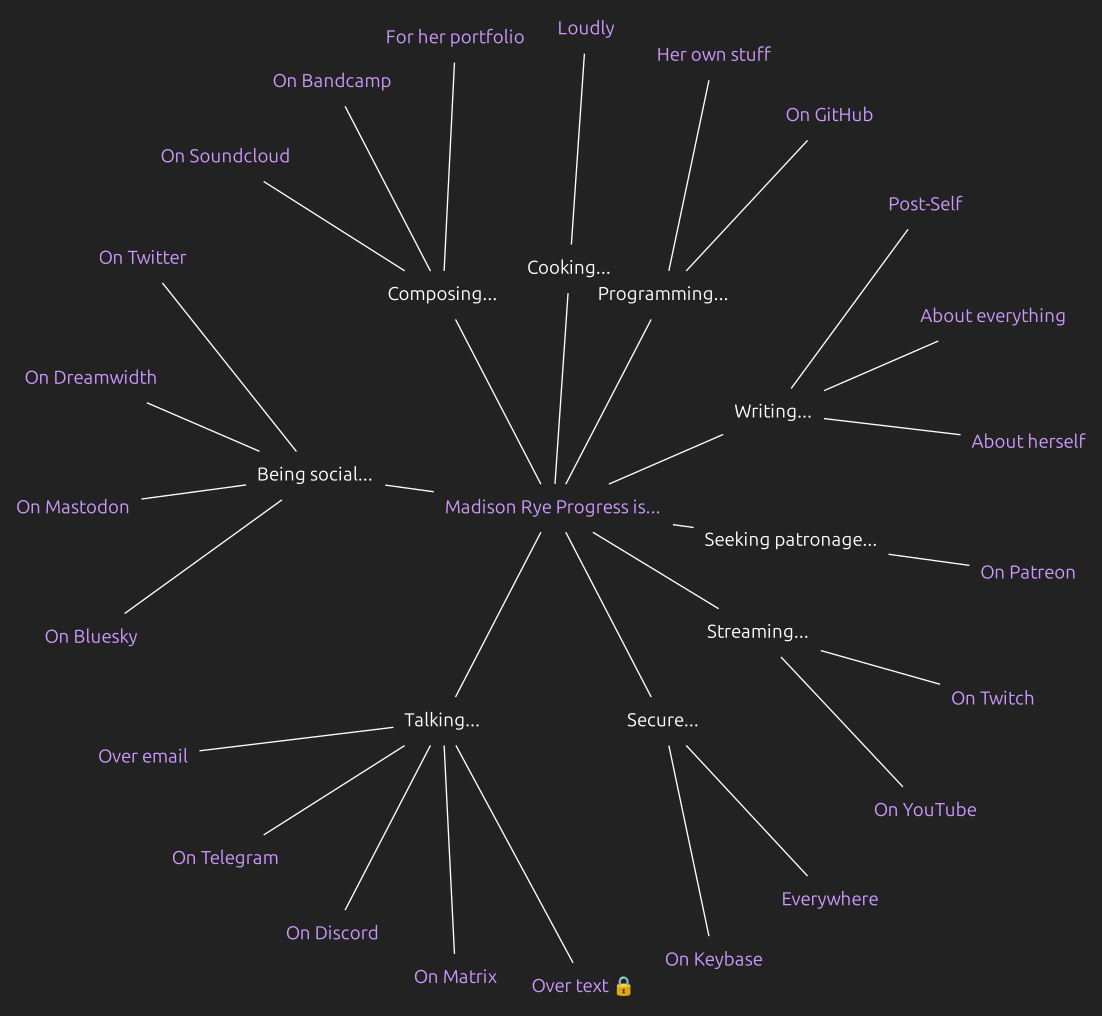 Loudly
For her portfolio
Her own stuff
On Bandcamp
On GitHub
On Soundcloud
Post-Self
On Twitter
Cooking...
Composing...
Programming...
About everything
On Dreamwidth
Writing...
About herself
Being social...
On Mastodon
Madison Rye Progress is...
Seeking patronage...
On Patreon
Streaming...
On Bluesky
On Twitch
Talking...
Secure...
Over email
On YouTube
On Telegram
Everywhere
On Discord
On Keybase
On Matrix
Over text 🔒